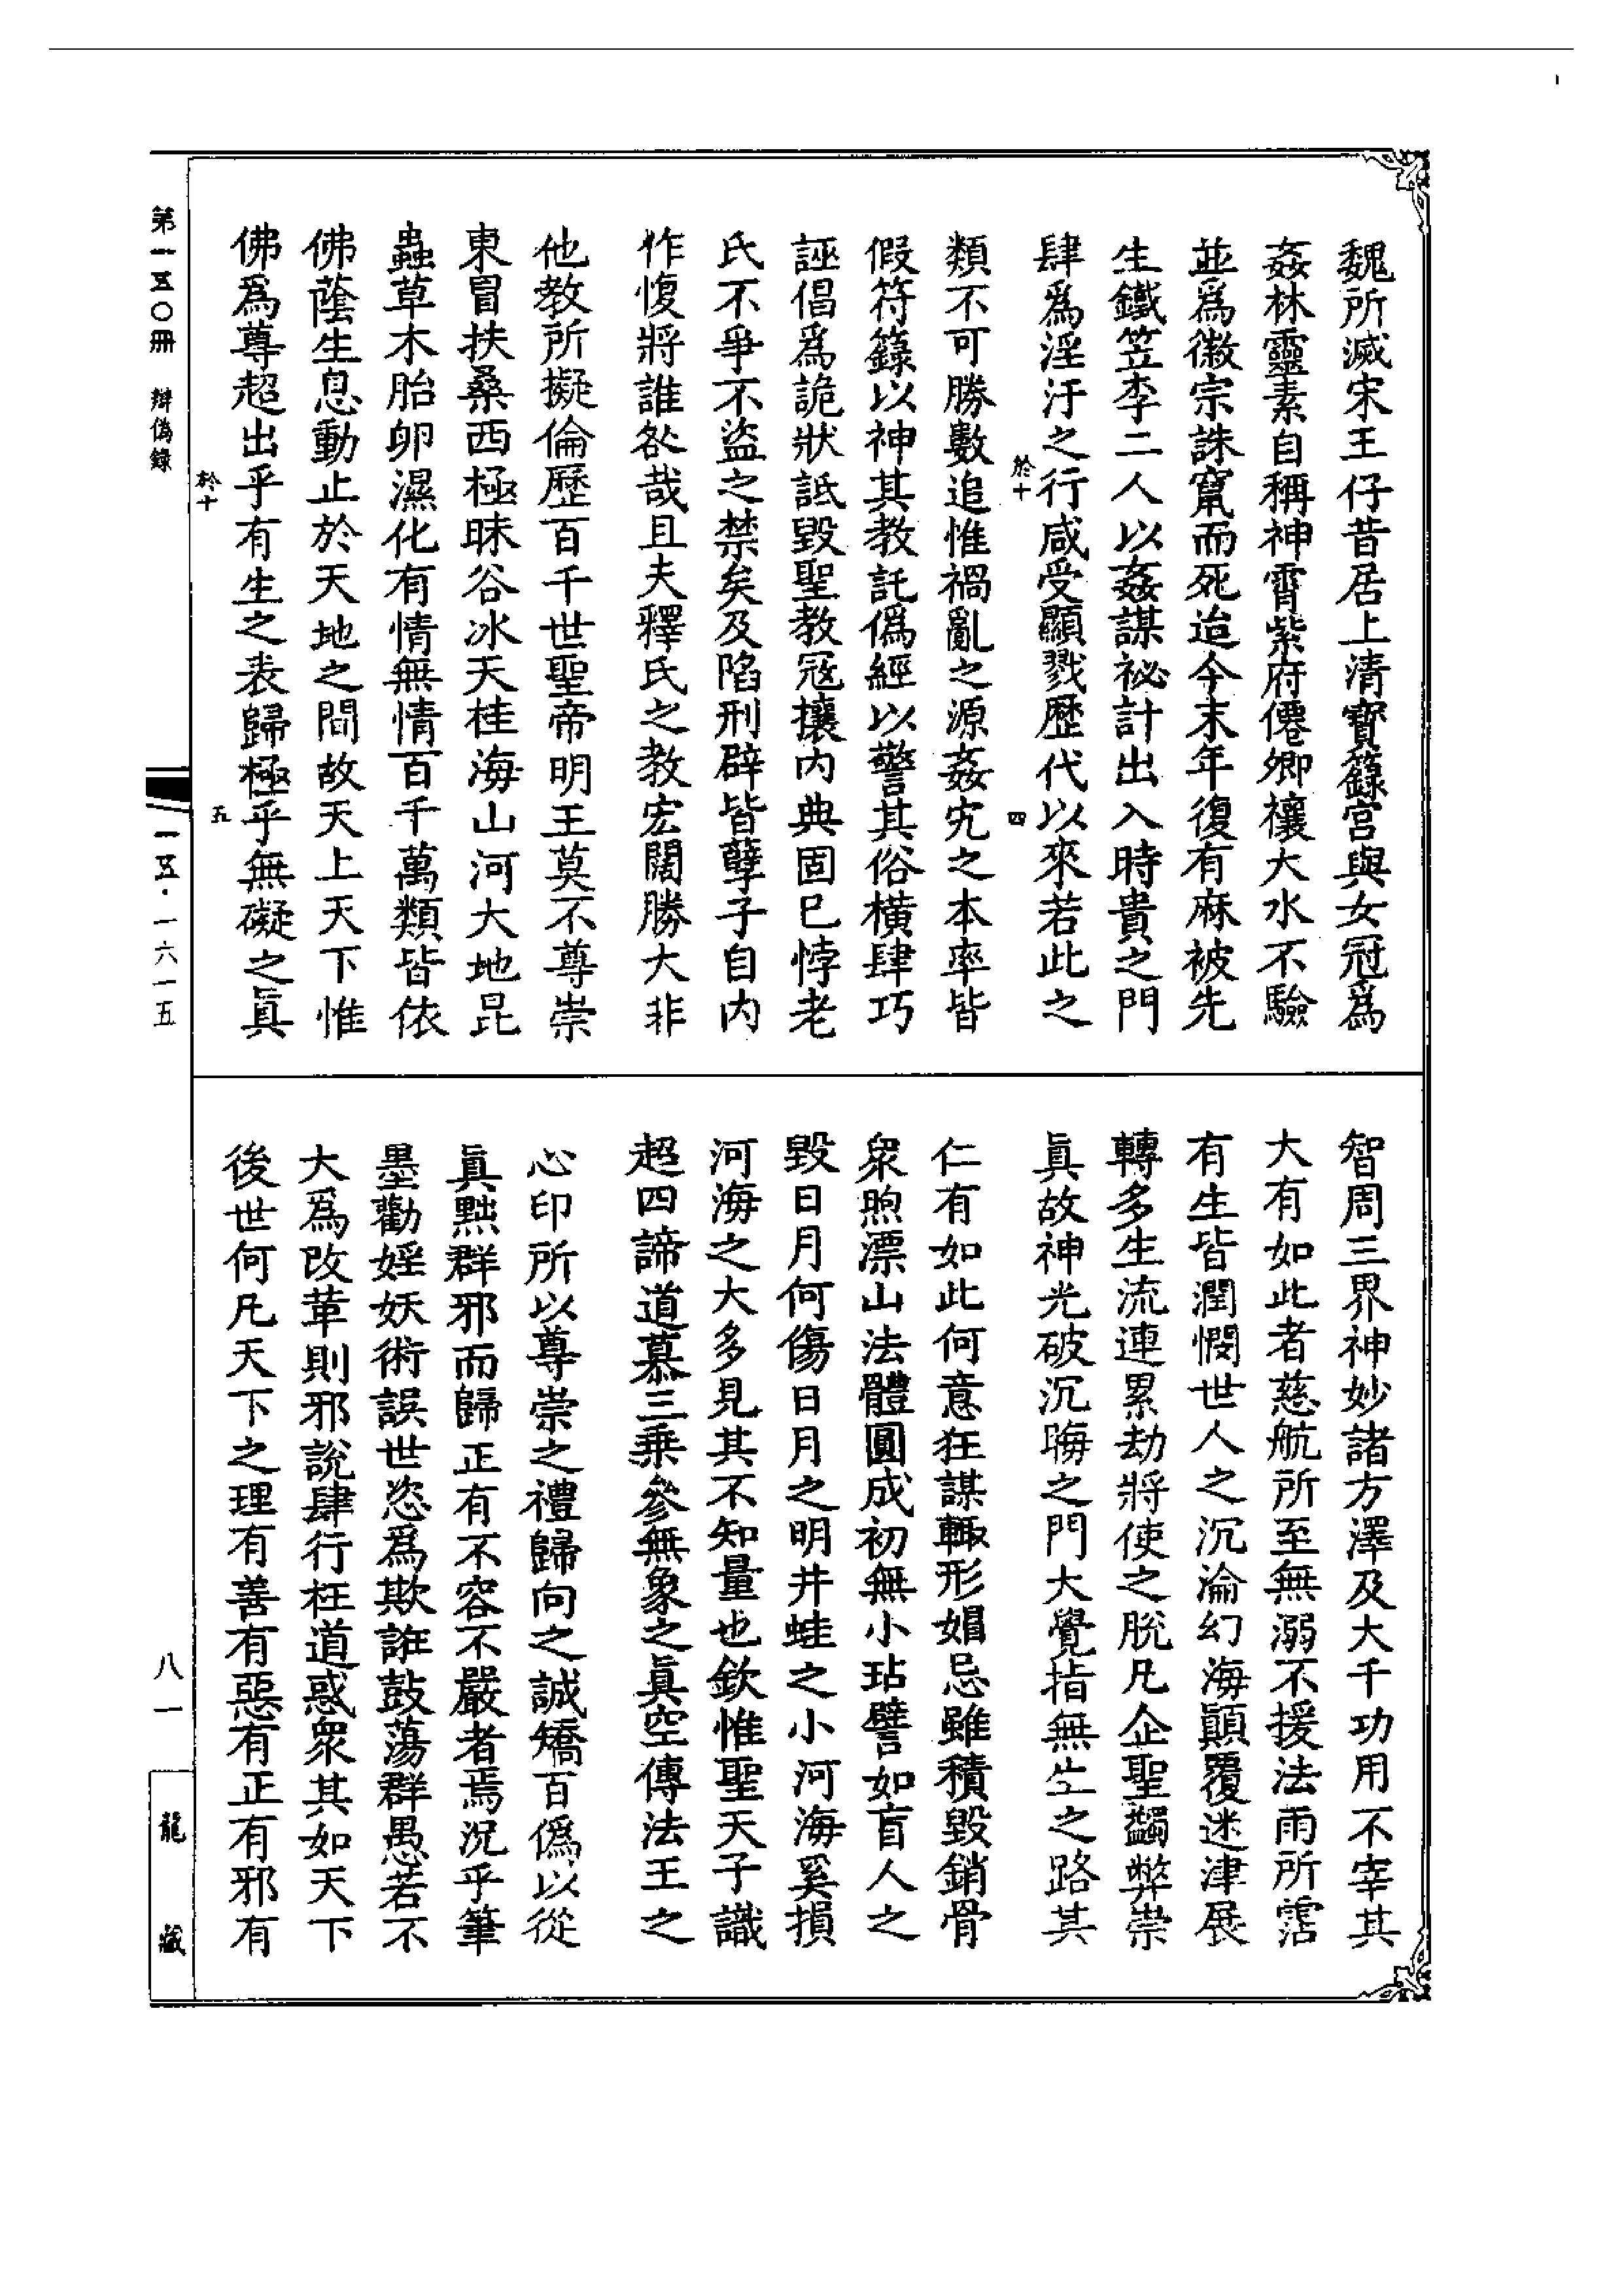 魏所滅宋王仔昔居上清寶籙宮與女冠爲
姦林靈素自稱神霄紫府僊卿禳大水不驗
並爲徽宗誅竄而死迨今末年復有麻被先
生鐵笠李二人以姦謀祕計出入時貴之門
肆爲淫汙之行咸受顯戮歷代以來若此之
於十
四
類不可勝數追惟禍亂之源姦宄之本率皆
假符籙以神其教託僞經以警其俗橫肆巧
誣倡爲詭狀詆毀聖教寇攘內典固已悖老
氏不爭不盜之禁矣及陷刑辟皆孽子自內
作愎將誰咎哉且夫釋氏之教宏闊勝大非
他教所擬倫歷百千世聖帝明王莫不尊崇
東冒扶桑西極昧谷冰天桂海山河大地昆
蟲草木胎卵濕化有情無情百千萬類皆依
佛蔭生息動止於天地之間故天上天下惟
佛爲尊超出乎有生之表歸極乎無礙之眞
於十
五
智周三界神妙諸方澤及大千功用不宰其
大有如此者慈航所至無溺不援法雨所霑
有生皆潤憫世人之沉淪幻海顚覆迷津展
轉多生流連累劫將使之脫凡企聖蠲弊崇
眞故神光破沉晦之門大覺指無生之路其
仁有如此何意狂謀輙形娼忌雖積毀銷骨
衆煦漂山法體圓成初無小玷譬如盲人之
毀日月何傷日月之明井蛙之小河海奚損
河海之大多見其不知量也欽惟聖天子識
超四諦道慕三乘參無象之眞空傳法王之
心印所以尊崇之禮歸向之誠矯百僞以從
眞黜群邪而歸正有不容不嚴者焉況乎筆
墨勸婬妖術誤世恣爲欺誑鼓蕩群愚若不
大爲改革則邪說肆行枉道惑衆其如天下
後世何凡天下之理有善有惡有正有邪有
第一五〇冊 辯偽錄
一五·一六一五
八一
龍藏